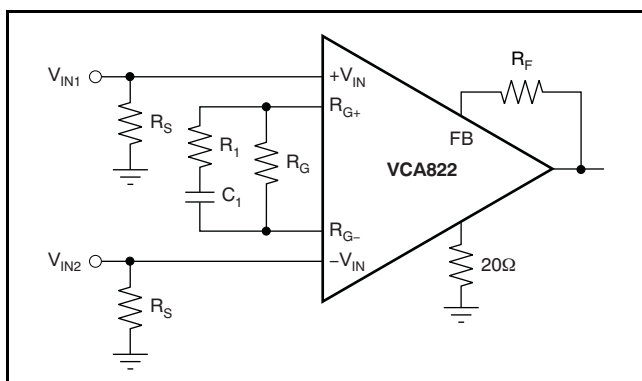 V_IN1
+V_IN
R_F
R_S
R_G+
R_1
R_G
FB
VCA822
C_1
R_G−
V_IN2
−V_IN
20Ω
R_S